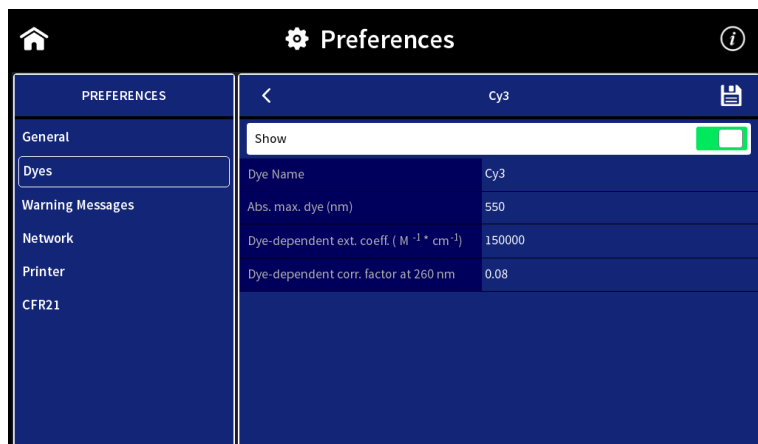 Preferences
i
PREFERENCES
General
Dyes
Warning Messages
Network
Printer
CFR21
Cy3
Show
Dye Name Cy3
Abs. max. dye (nm) 550
Dye-dependent ext. coeff. ( M ⁻¹ * cm⁻¹) 150000
Dye-dependent corr. factor at 260 nm 0.08